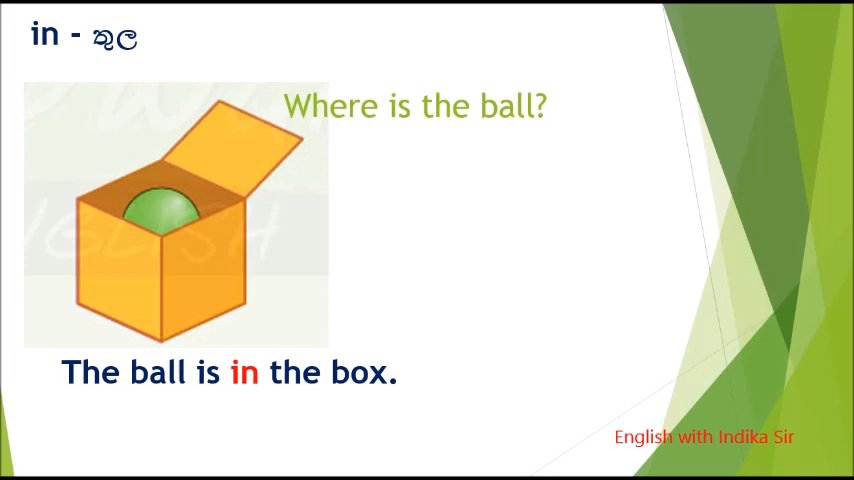 in - තුල
Where is the ball?
The ball is in the box.
English with Indika Sir